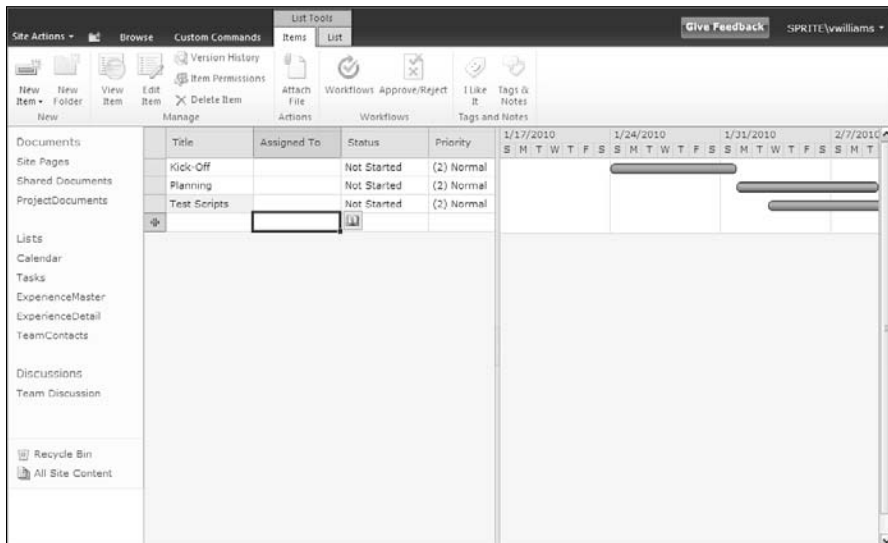 List Tools
Site Actions Browse Custom Commands Items List Give Feedback SPRITE\vwilliams
New Item New Folder View Item Edit Item Version History Item Permissions Delete Item Attach File Workflows Approve/Reject I Like It Tags & Notes
New Manage Actions Workflows Tags and Notes
Documents
Site Pages
Shared Documents
ProjectDocuments
Lists
Calendar
Tasks
ExperienceMaster
ExperienceDetail
TeamContacts
Discussions
Team Discussion
Recycle Bin
All Site Content
Title Assigned To Status Priority
Kick-Off Not Started (2) Normal
Planning Not Started (2) Normal
Test Scripts Not Started (2) Normal
1/17/2010 1/24/2010 1/31/2010 2/7/2010
S M T W T F S S M T W T F S S M T W T F S S M T